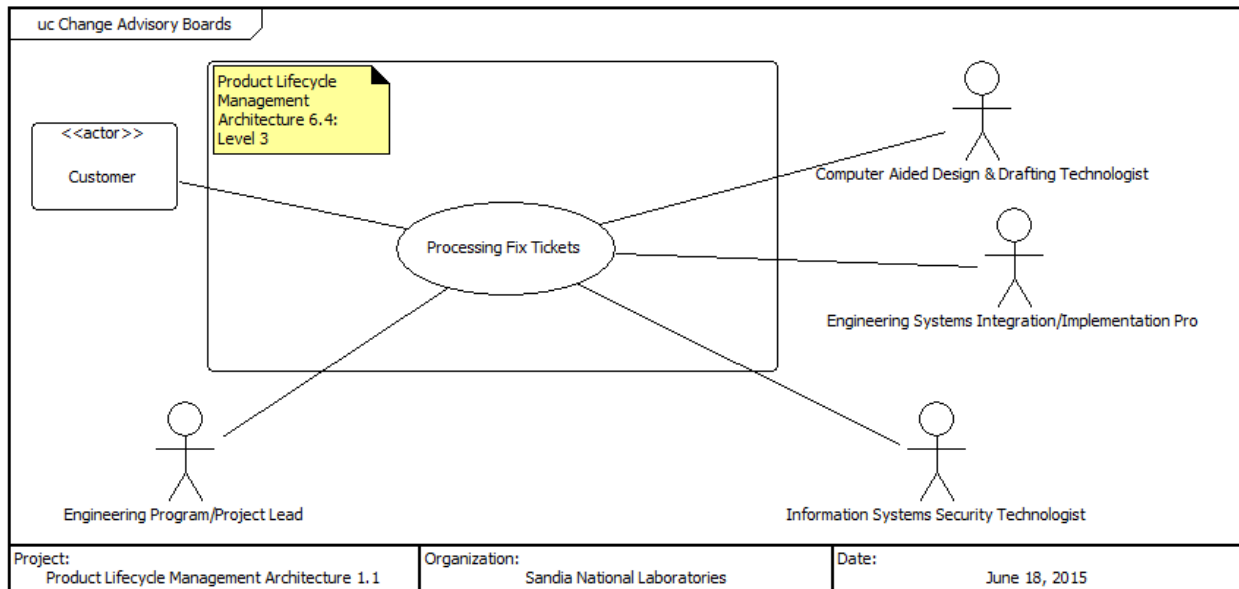 uc Change Advisory Boards
Product Lifecycle
Management
Architecture 6.4:
Level 3
<<actor>>
Customer
Computer Aided Design & Drafting Technologist
Processing Fix Tickets
Engineering Systems Integration/Implementation Pro
Engineering Program/Project Lead
Information Systems Security Technologist
Project:
Product Lifecycle Management Architecture 1.1
Organization:
Sandia National Laboratories
Date:
June 18, 2015